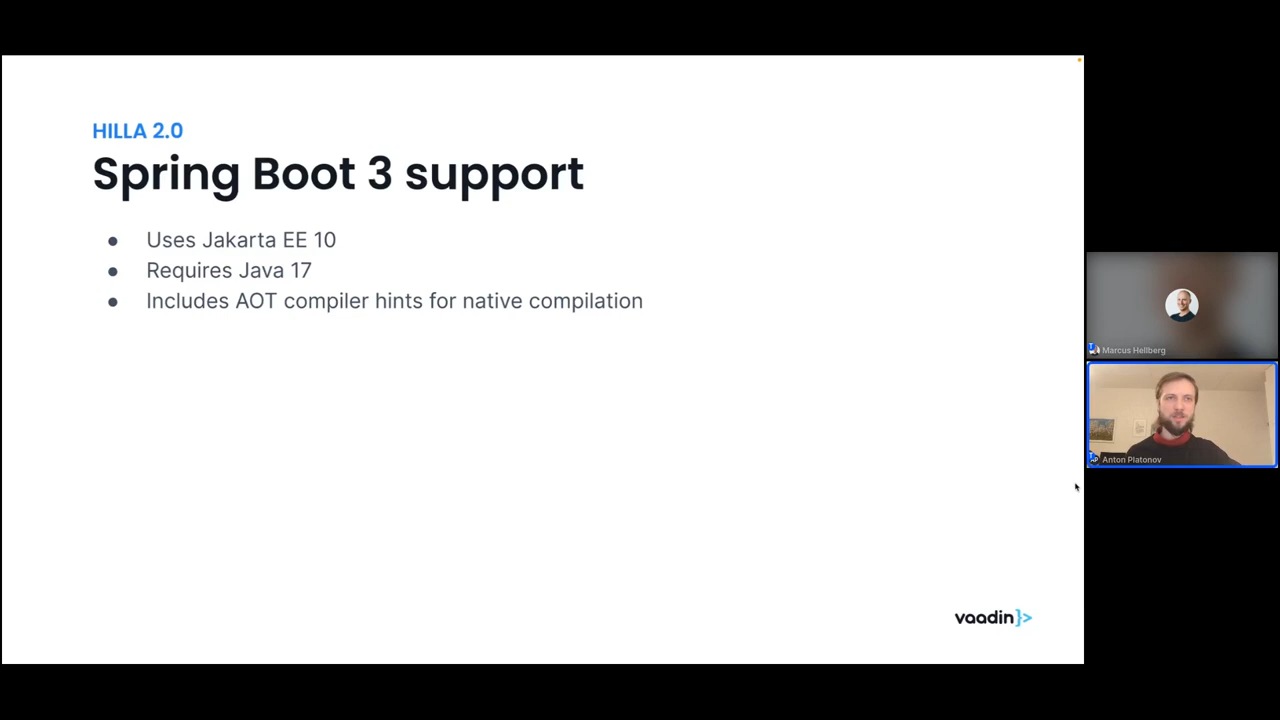 HILLA 2.0
Spring Boot 3 support
● Uses Jakarta EE 10
● Requires Java 17
● Includes AOT compiler hints for native compilation
Marcus Hellberg
Anton Platonov
vaadin}>